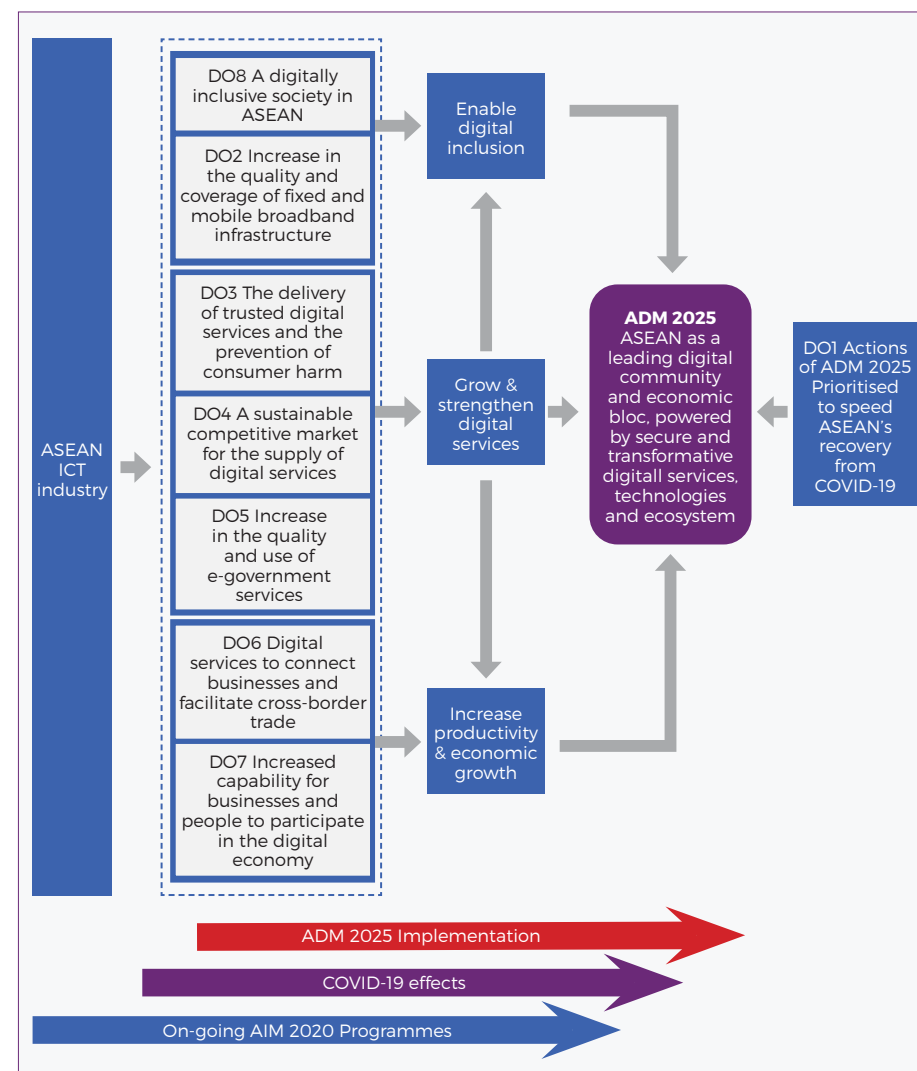 ASEAN
ICT
industry
DO8 A digitally
inclusive society in
ASEAN
DO2 Increase in
the quality and
coverage of fixed and
mobile broadband
infrastructure
DO3 The delivery
of trusted digital
services and the
prevention of
consumer harm
DO4 A sustainable
competitive market
for the supply of
digital services
DO5 Increase
in the quality
and use of
e-government
services
DO6 Digital
services to connect
businesses and
facilitate cross-border
trade
DO7 Increased
capability for
businesses and
people to participate
in the digital
economy
Enable
digital
inclusion
Grow &
strengthen
digital
services
Increase
productivity
& economic
growth
ADM 2025
ASEAN as a
leading digital
community
and economic
bloc, powered
by secure and
transformative
digitall services,
technologies
and ecosystem
DO1 Actions
of ADM 2025
Prioritised
to speed
ASEAN's
recovery
from
COVID-19
ADM 2025 Implementation
COVID-19 effects
On-going AIM 2020 Programmes